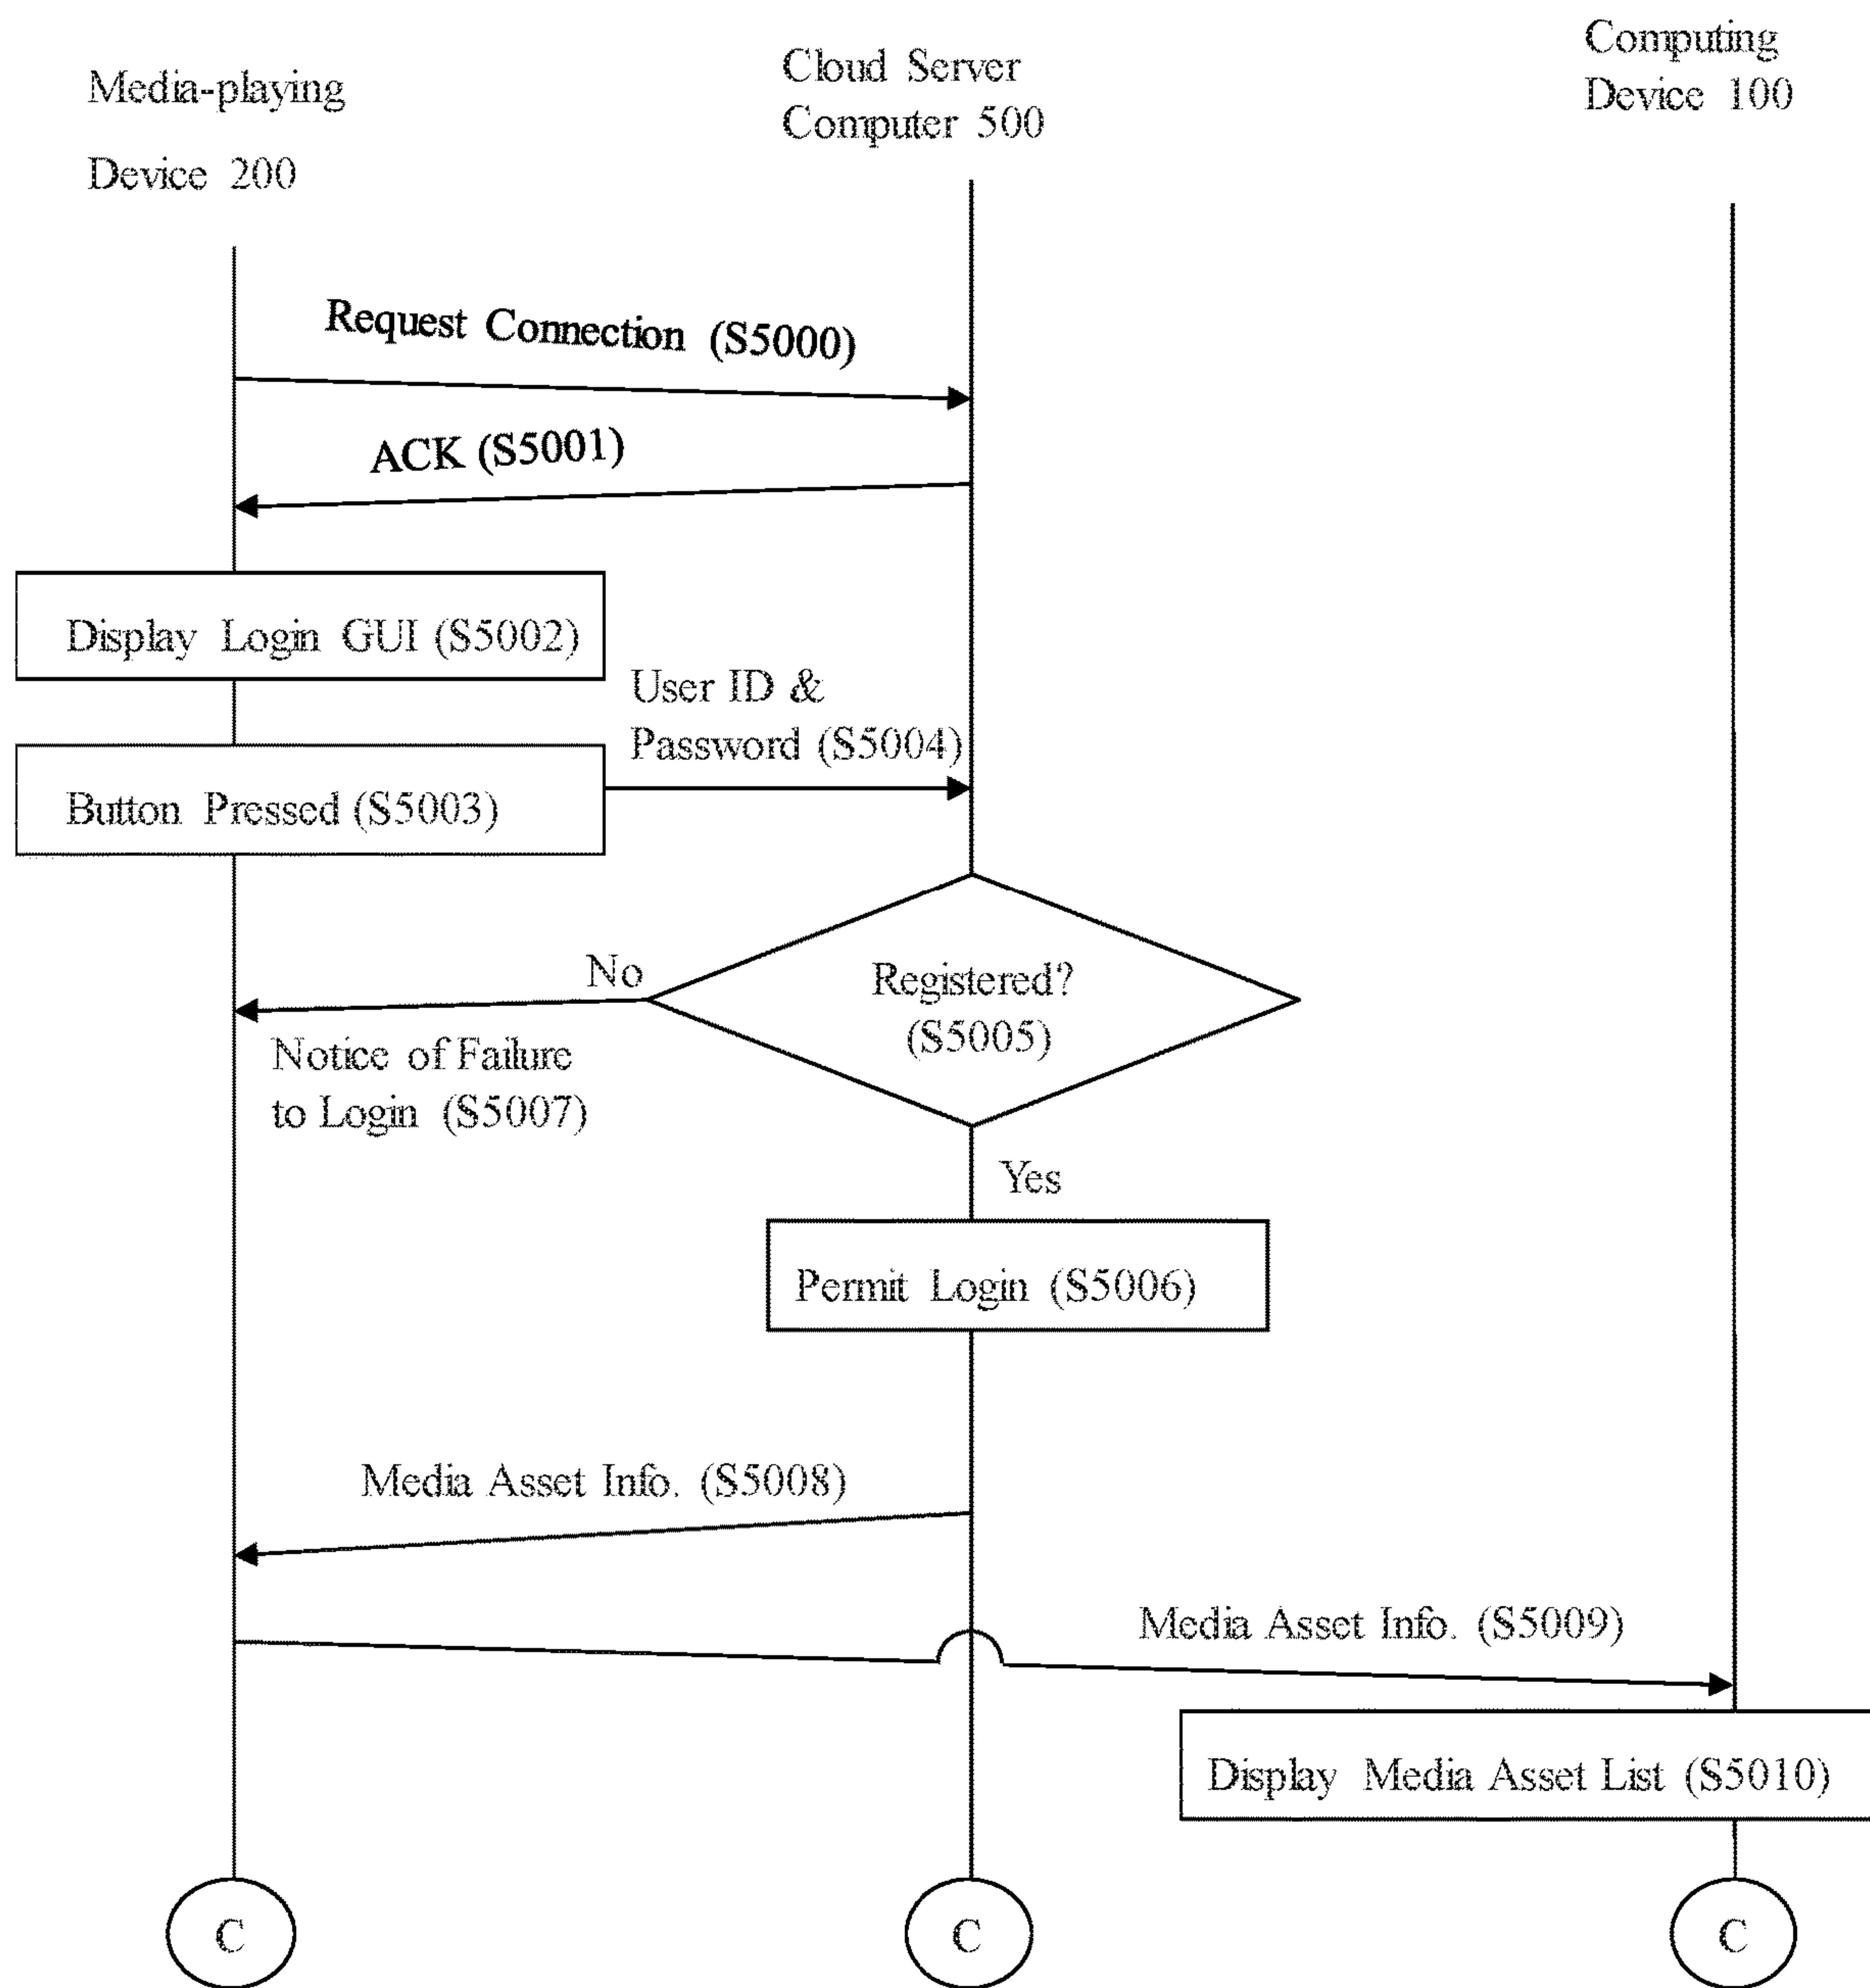 Media-playing
Device 200
Cloud Server
Computer 500
Computing
Device 100
Request Connection (S5000)
ACK (S5001)
Display Login GUI (S5002)
User ID &
Password (S5004)
Button Pressed (S5003)
No
Registered?
(S5005)
Notice of Failure
to Login (S5007)
Yes
Permit Login (S5006)
Media Asset Info. (S5008)
Media Asset Info. (S5009)
Display Media Asset List (S5010)
C
C
C